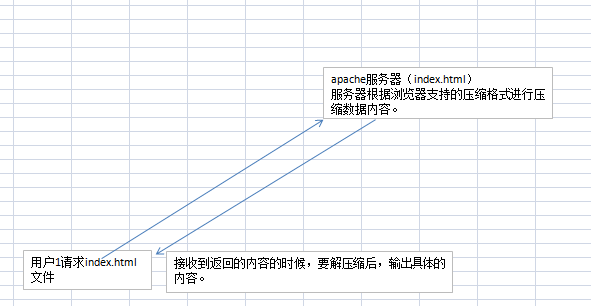 apache服务器（index.html）
服务器根据浏览器支持的压缩格式进行压
缩数据内容。
用户1请求index.html
文件
接收到返回的内容的时候，要解压缩后，输出具体的
内容。